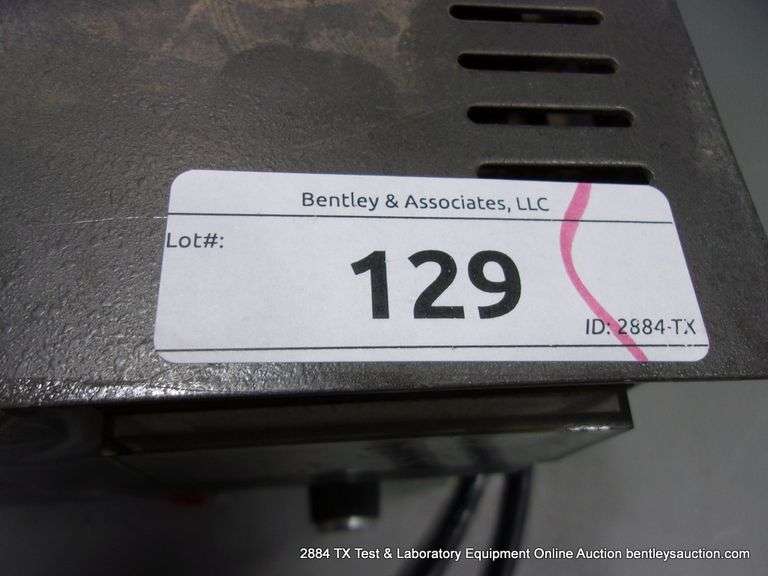 Bentley & Associates, LLC
Lot#:
129
ID: 2884-TX
2884 TX Test & Laboratory Equipment Online Auction bentleysauction.com